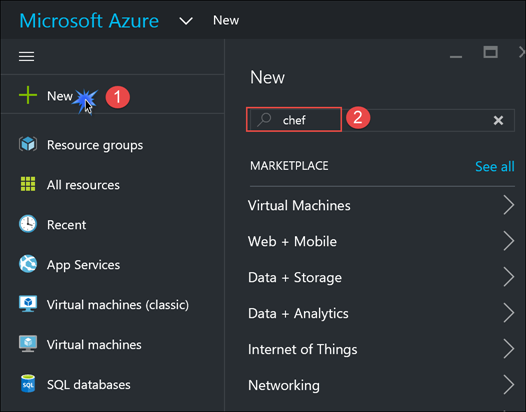 Microsoft Azure New
New 1
Resource groups
All resources
Recent
App Services
Virtual machines (classic)
Virtual machines
SQL
SQL databases
New
chef 2
MARKETPLACE See all
Virtual Machines
Web + Mobile
Data + Storage
Data + Analytics
Internet of Things
Networking